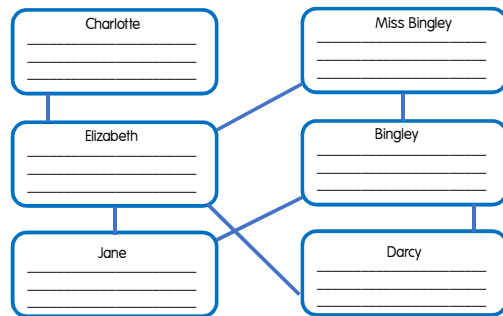 Charlotte
Miss Bingley
Elizabeth
Bingley
Jane
Darcy